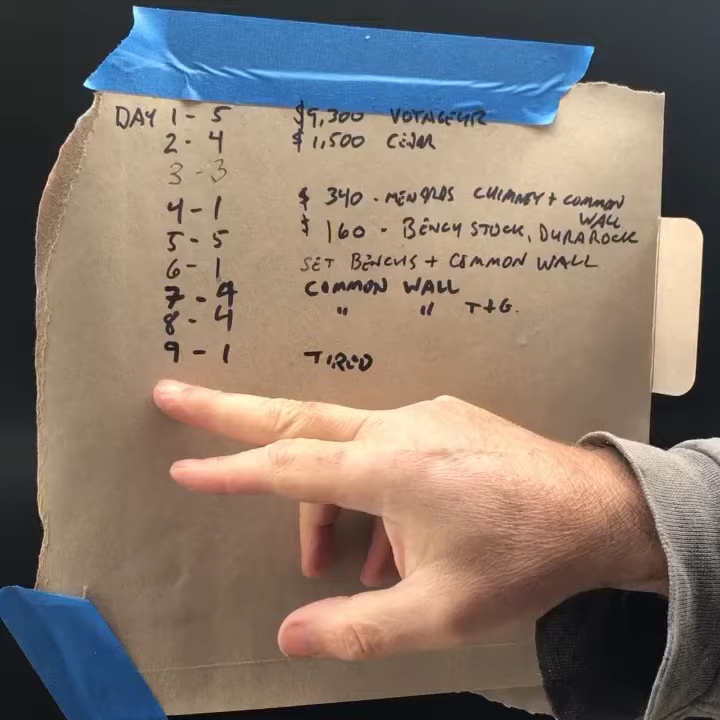 DAY 1 - 5 $9,300 VOYAGEUR
2 - 4 $1,500 CEDAR
3 - 3
4 - 1 $ 340 - MENARDS CHIMNEY + COMMON
WALL
5 - 5 $ 160 - BENCH STOCK, DURAROCK
6 - 1 SET BENCHS + COMMON WALL
7 - 4 COMMON WALL
8 - 4 " " T+G.
9 - 1 TIRED